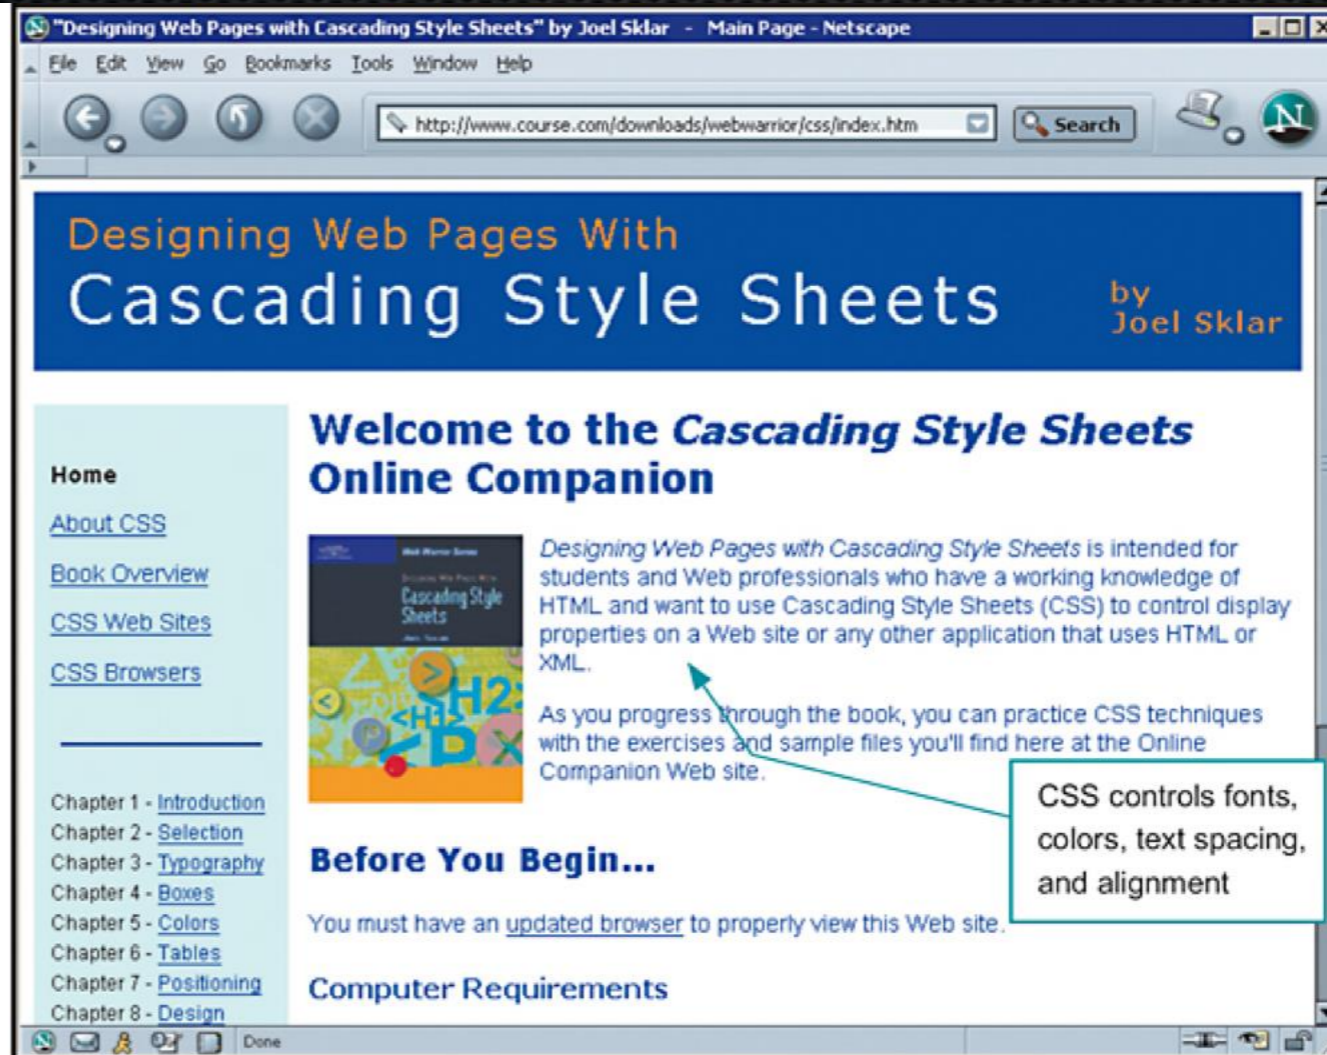 "Designing Web Pages with Cascading Style Sheets" by Joel Sklar - Main Page - Netscape
File Edit View Go Bookmarks Tools Window Help
http://www.course.com/downloads/webwarrior/css/index.htm
Search
N
Designing Web Pages With
Cascading Style Sheets
by
Joel Sklar
Home
About CSS
Book Overview
CSS Web Sites
CSS Browsers
Chapter 1 - Introduction
Chapter 2 - Selection
Chapter 3 - Typography
Chapter 4 - Boxes
Chapter 5 - Colors
Chapter 6 - Tables
Chapter 7 - Positioning
Chapter 8 - Design
Welcome to the Cascading Style Sheets
Online Companion
Web Warrior Series
Cascading Style
Sheets
<H2>
<H1>
Designing Web Pages with Cascading Style Sheets is intended for
students and Web professionals who have a working knowledge of
HTML and want to use Cascading Style Sheets (CSS) to control display
properties on a Web site or any other application that uses HTML or
XML.
As you progress through the book, you can practice CSS techniques
with the exercises and sample files you'll find here at the Online
Companion Web site.
CSS controls fonts,
colors, text spacing,
and alignment
Before You Begin...
You must have an updated browser to properly view this Web site.
Computer Requirements
Done